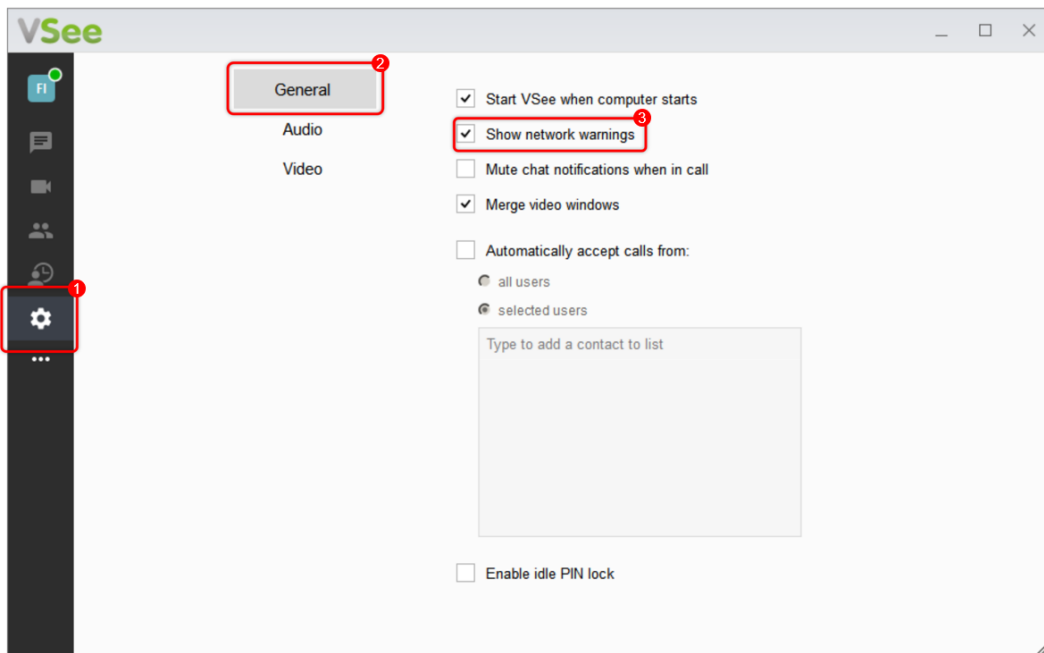 VSee
FI
1
2
General
Audio
Video
Start VSee when computer starts
3
Show network warnings
Mute chat notifications when in call
Merge video windows
Automatically accept calls from:
all users
selected users
Type to add a contact to list
Enable idle PIN lock